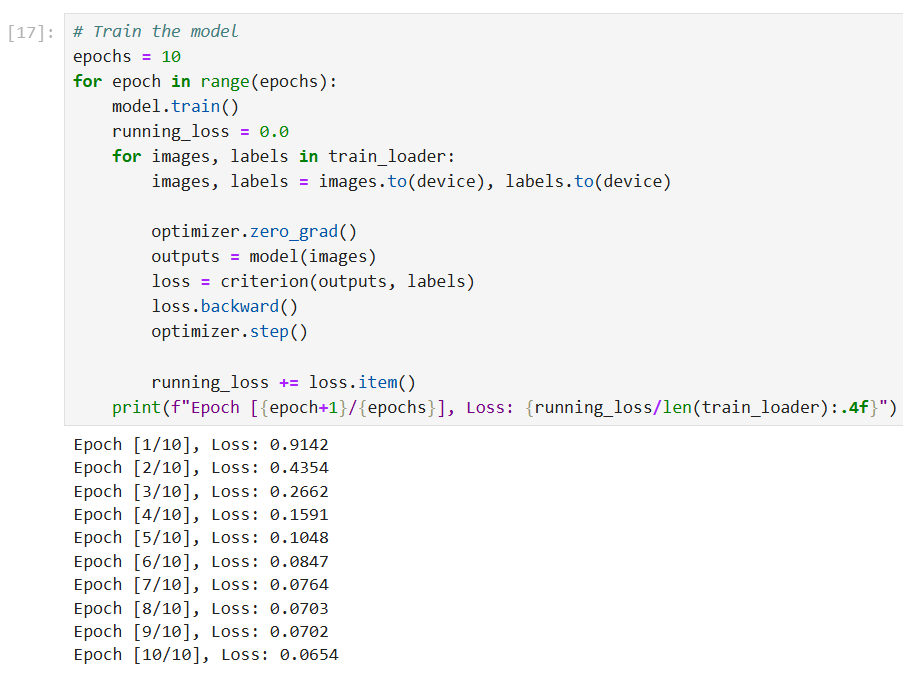 [17]:
# Train the model
epochs = 10
for epoch in range(epochs):
    model.train()
    running_loss = 0.0
    for images, labels in train_loader:
        images, labels = images.to(device), labels.to(device)

        optimizer.zero_grad()
        outputs = model(images)
        loss = criterion(outputs, labels)
        loss.backward()
        optimizer.step()

        running_loss += loss.item()
    print(f"Epoch [{epoch+1}/{epochs}], Loss: {running_loss/len(train_loader):.4f}")
Epoch [1/10], Loss: 0.9142
Epoch [2/10], Loss: 0.4354
Epoch [3/10], Loss: 0.2662
Epoch [4/10], Loss: 0.1591
Epoch [5/10], Loss: 0.1048
Epoch [6/10], Loss: 0.0847
Epoch [7/10], Loss: 0.0764
Epoch [8/10], Loss: 0.0703
Epoch [9/10], Loss: 0.0702
Epoch [10/10], Loss: 0.0654